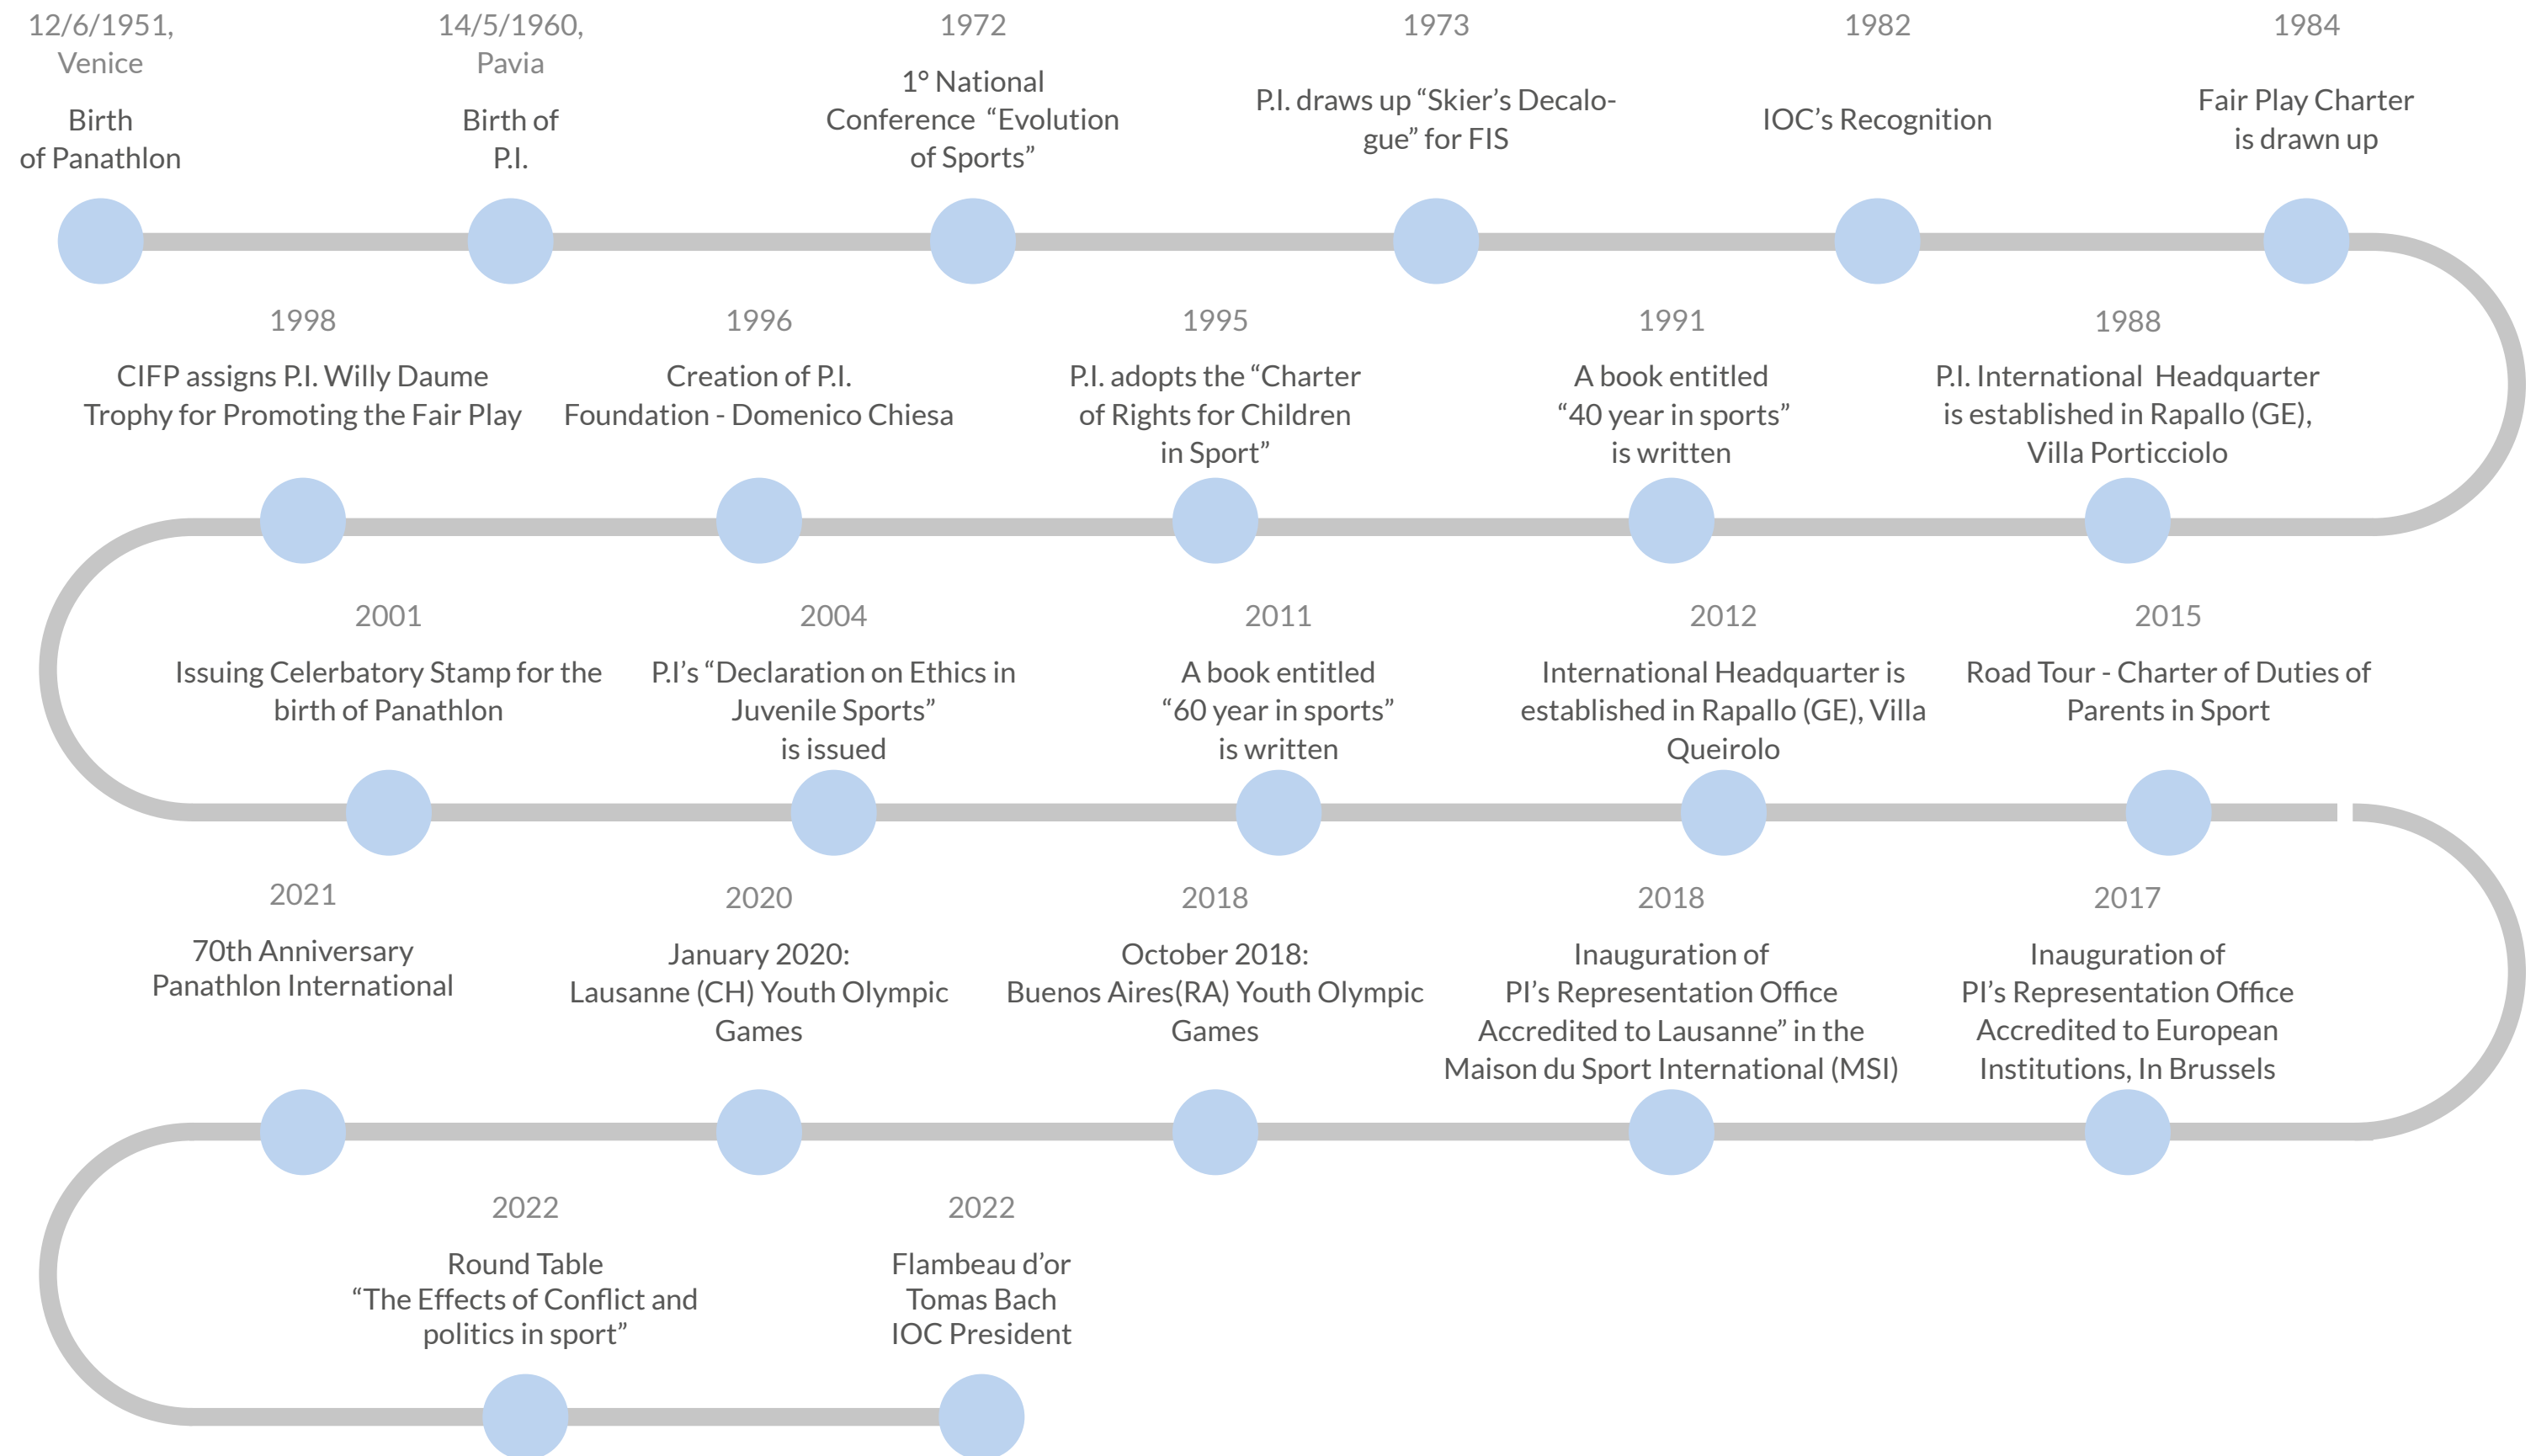 12/6/1951,
Venice
Birth
of Panathlon
14/5/1960,
Pavia
Birth of
P.I.
1972
1° National
Conference “Evolution
of Sports”
1973
P.I. draws up “Skier’s Decalo-
gue” for FIS
1982
IOC’s Recognition
1984
Fair Play Charter
is drawn up
1988
P.I. International Headquarter
is established in Rapallo (GE),
Villa Porticciolo
1991
A book entitled
“40 year in sports”
is written
1995
P.I. adopts the “Charter
of Rights for Children
in Sport”
1996
Creation of P.I.
Foundation - Domenico Chiesa
1998
CIFP assigns P.I. Willy Daume
Trophy for Promoting the Fair Play
2001
Issuing Celerbatory Stamp for the
birth of Panathlon
2004
P.I’s “Declaration on Ethics in
Juvenile Sports”
is issued
2011
A book entitled
“60 year in sports”
is written
2012
International Headquarter is
established in Rapallo (GE), Villa
Queirolo
2015
Road Tour - Charter of Duties of
Parents in Sport
2017
Inauguration of
PI’s Representation Office
Accredited to European
Institutions, In Brussels
2018
Inauguration of
PI’s Representation Office
Accredited to Lausanne” in the
Maison du Sport International (MSI)
2018
October 2018:
Buenos Aires(RA) Youth Olympic
Games
2020
January 2020:
Lausanne (CH) Youth Olympic
Games
2021
70th Anniversary
Panathlon International
2022
Round Table
“The Effects of Conflict and
politics in sport”
2022
Flambeau d’or
Tomas Bach
IOC President